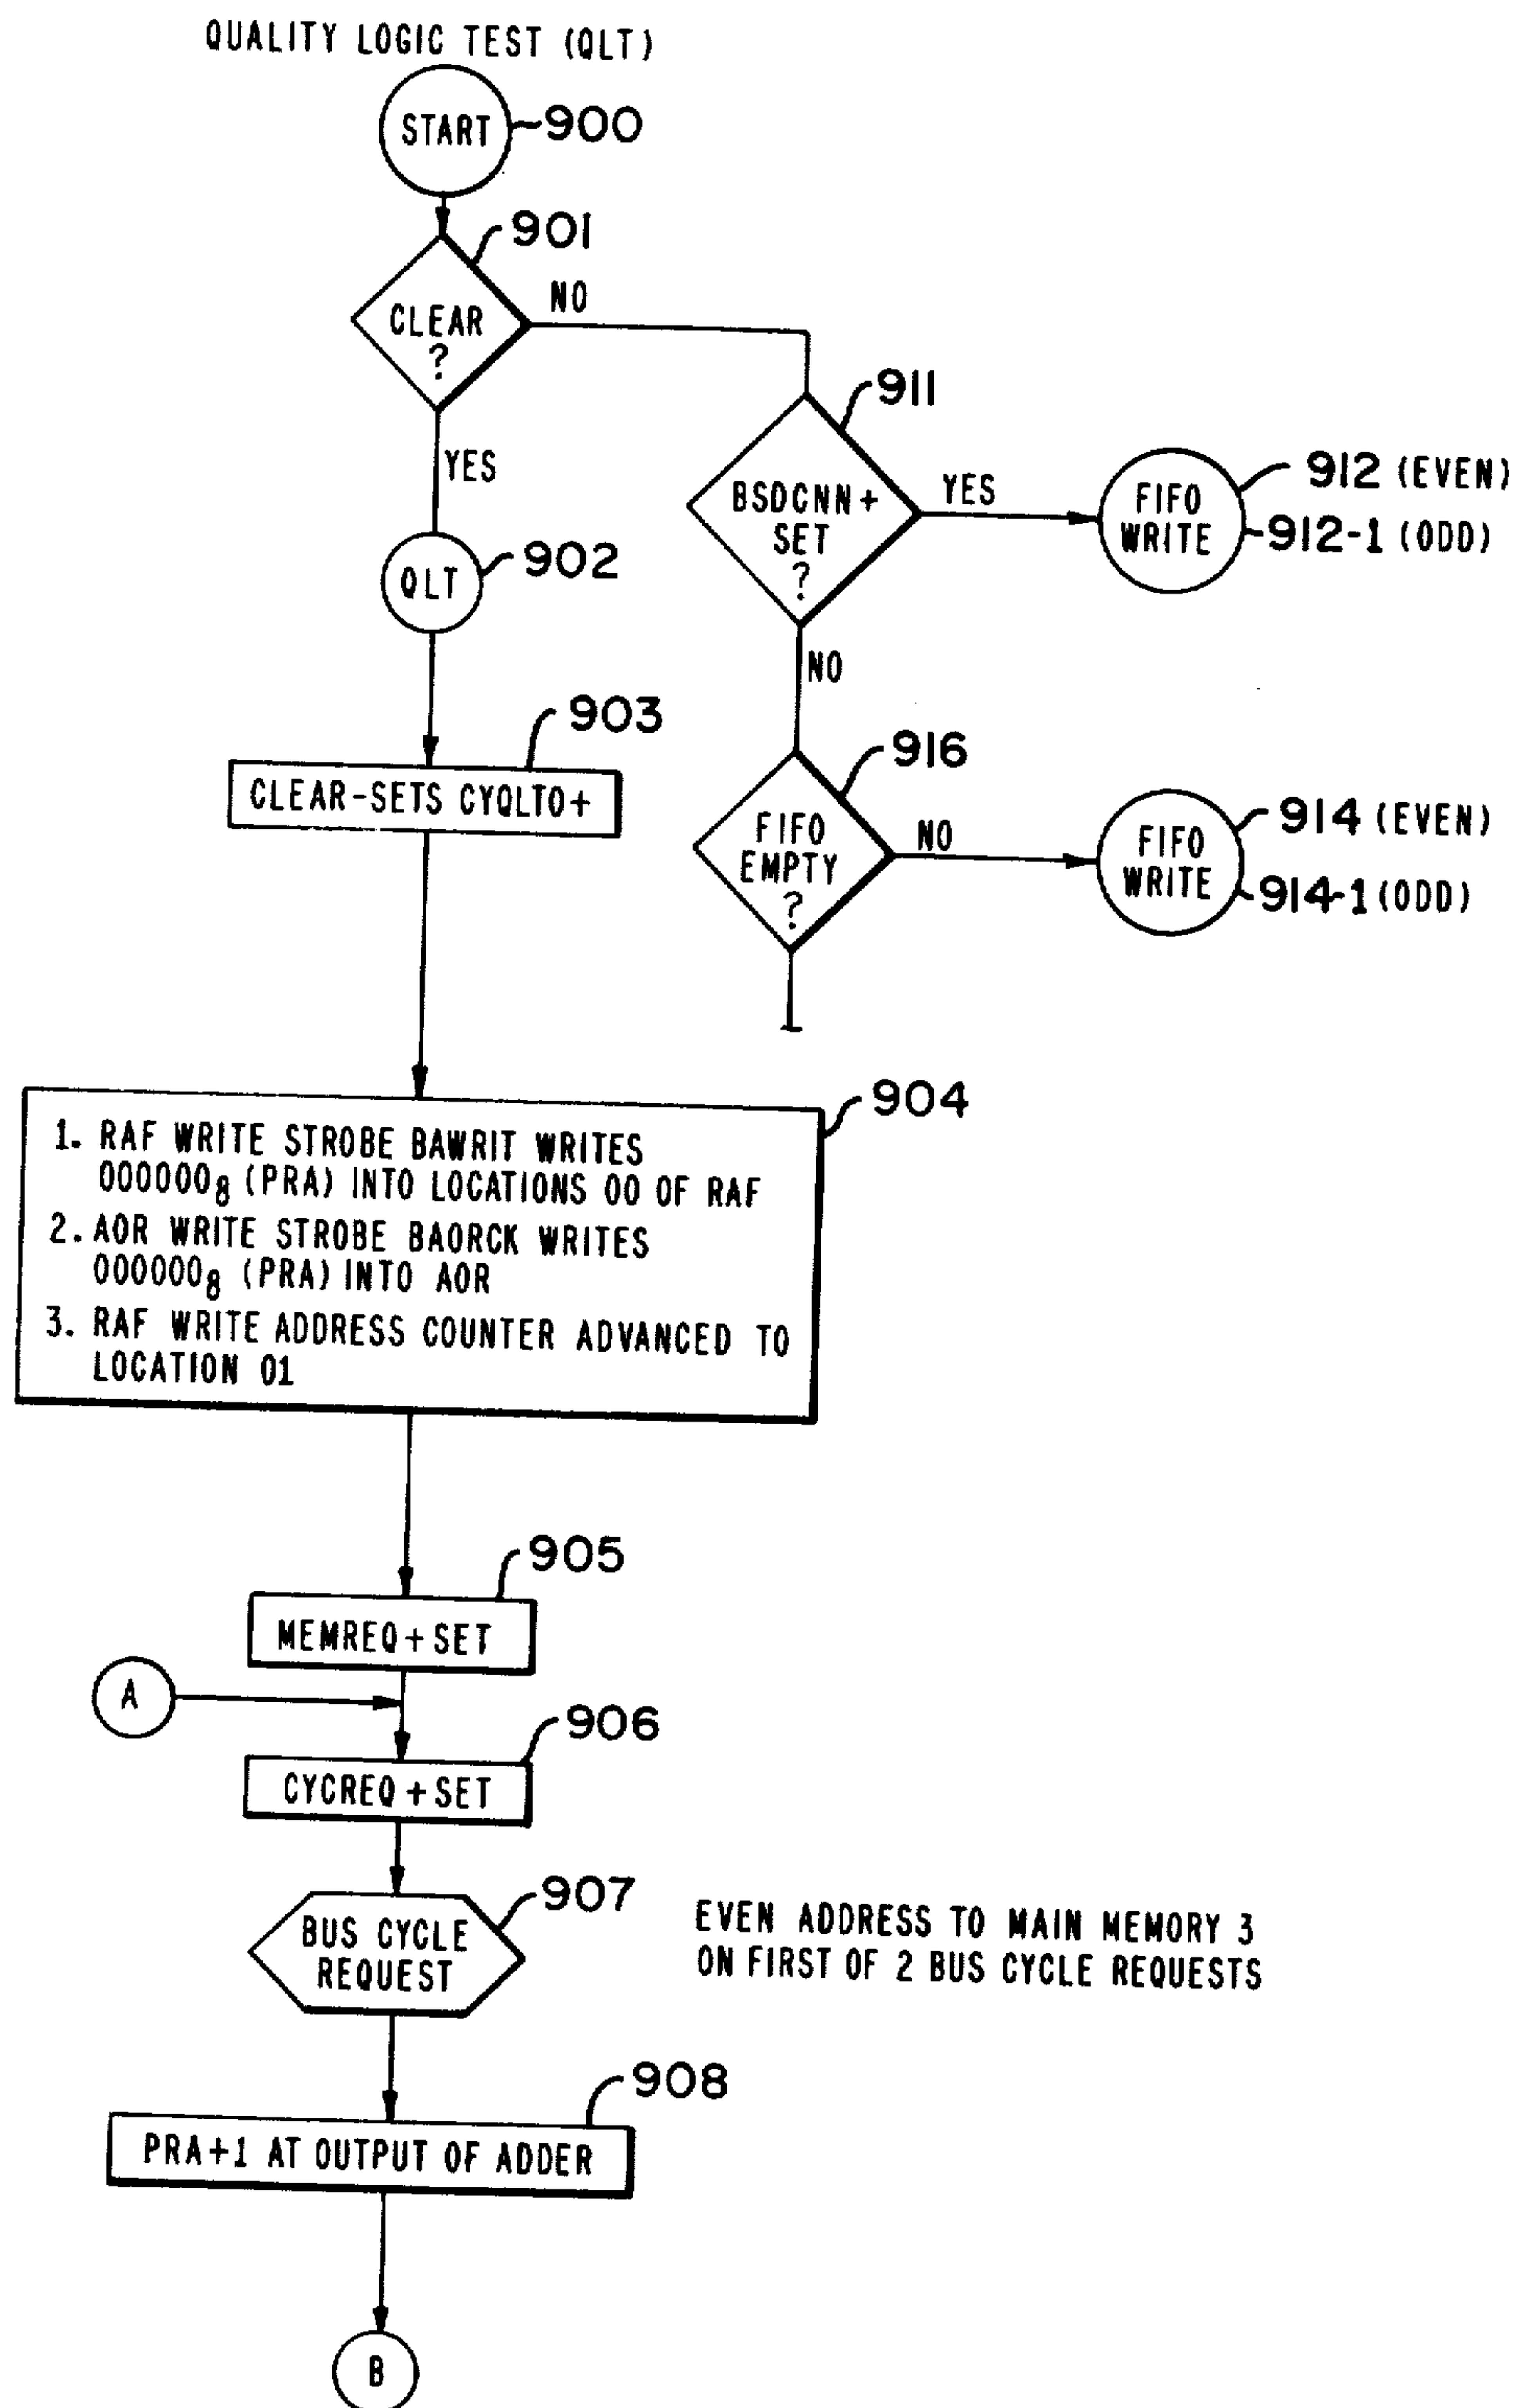 QUALITY LOGIC TEST (QLT)
START
900
901
CLEAR
?
NO
YES
911
BSDCNN+
SET
?
YES
FIFO
WRITE
912 (EVEN)
912-1 (ODD)
NO
QLT
902
903
CLEAR-SETS CYQLTO+
916
FIFO
EMPTY
?
NO
FIFO
WRITE
914 (EVEN)
914-1 (ODD)
904
1. RAF WRITE STROBE BAWRIT WRITES
000000₈ (PRA) INTO LOCATIONS 00 OF RAF
2. AOR WRITE STROBE BAORCK WRITES
000000₈ (PRA) INTO AOR
3. RAF WRITE ADDRESS COUNTER ADVANCED TO
LOCATION 01
905
MEMREQ+SET
A
906
CYCREQ+SET
907
BUS CYCLE
REQUEST
EVEN ADDRESS TO MAIN MEMORY 3
ON FIRST OF 2 BUS CYCLE REQUESTS
908
PRA+1 AT OUTPUT OF ADDER
B